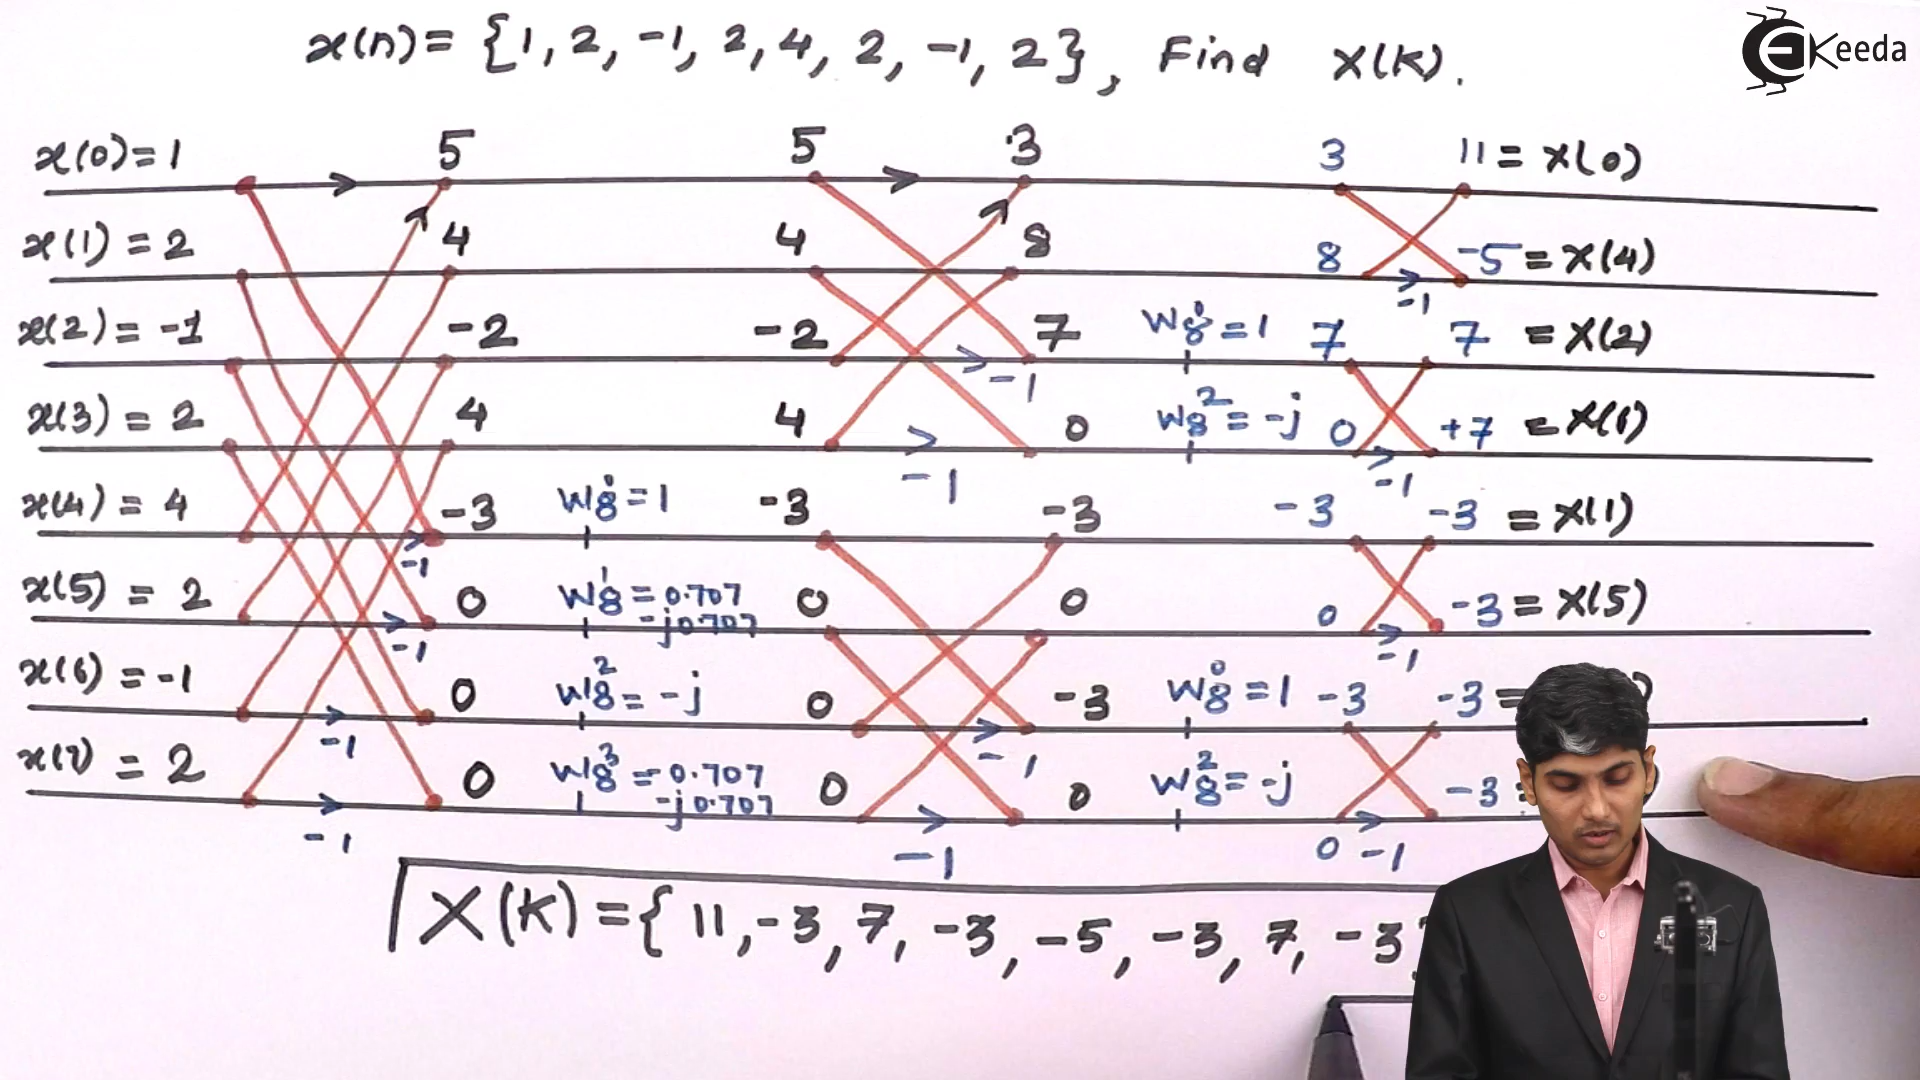 x(n) = {1, 2, -1, 2, 4, 2, -1, 2}, Find X(K).
EKeeda
x(0)= 1 5 5 3 3 11 = X(0)
x(1) = 2 4 4 8 8 -5 = X(4)
-1
x(2) = -1 -2 -2 7 W8^0 = 1 7 7 = X(2)
-1
x(3) = 2 4 4 0 W8^2 = -j 0 +7 = X(6)
-1 -1
x(4) = 4 -3 W8^0 = 1 -3 -3 -3 -3 = X(1)
-1
x(5) = 2 0 W8^1 = 0.707 0 0 0 -3 = X(5)
-j0.707
-1 -1
x(6) = -1 0 W8^2 = -j 0 -3 W8^0 = 1 -3 -3 =
-1 -1
x(7) = 2 0 W8^3 = -0.707 0 0 W8^2 = -j -3
-j0.707
-1 -1 0 -1
X(K) = { 11, -3, 7, -3, -5, -3, 7, -3